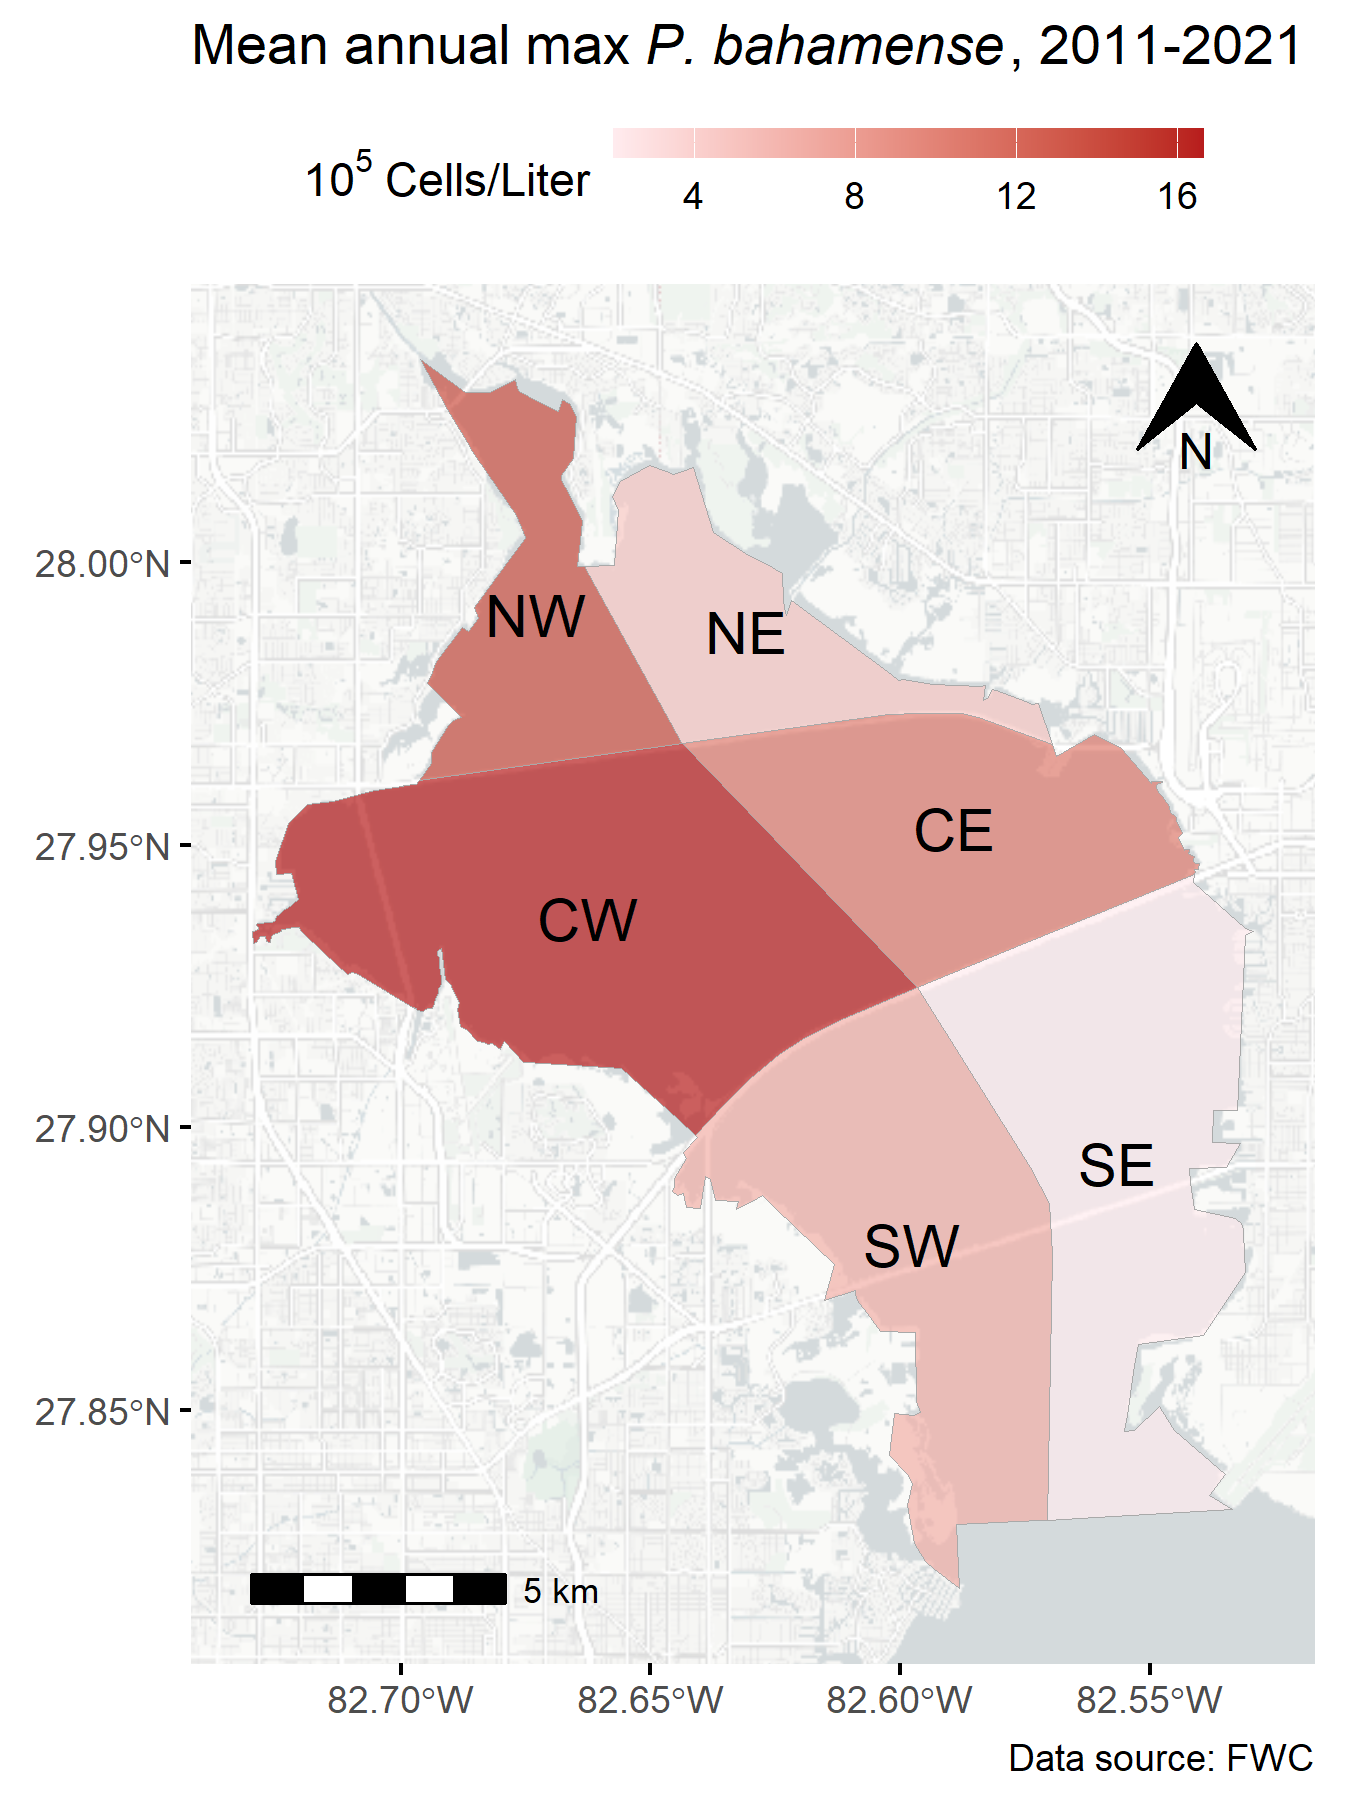 Mean annual max P. bahamense, 2011-2021
10⁵ Cells/Liter
4 8 12 16
N
28.00°N
NW
NE
27.95°N
CE
CW
27.90°N
SE
SW
27.85°N
5 km
82.70°W 82.65°W 82.60°W 82.55°W
Data source: FWC